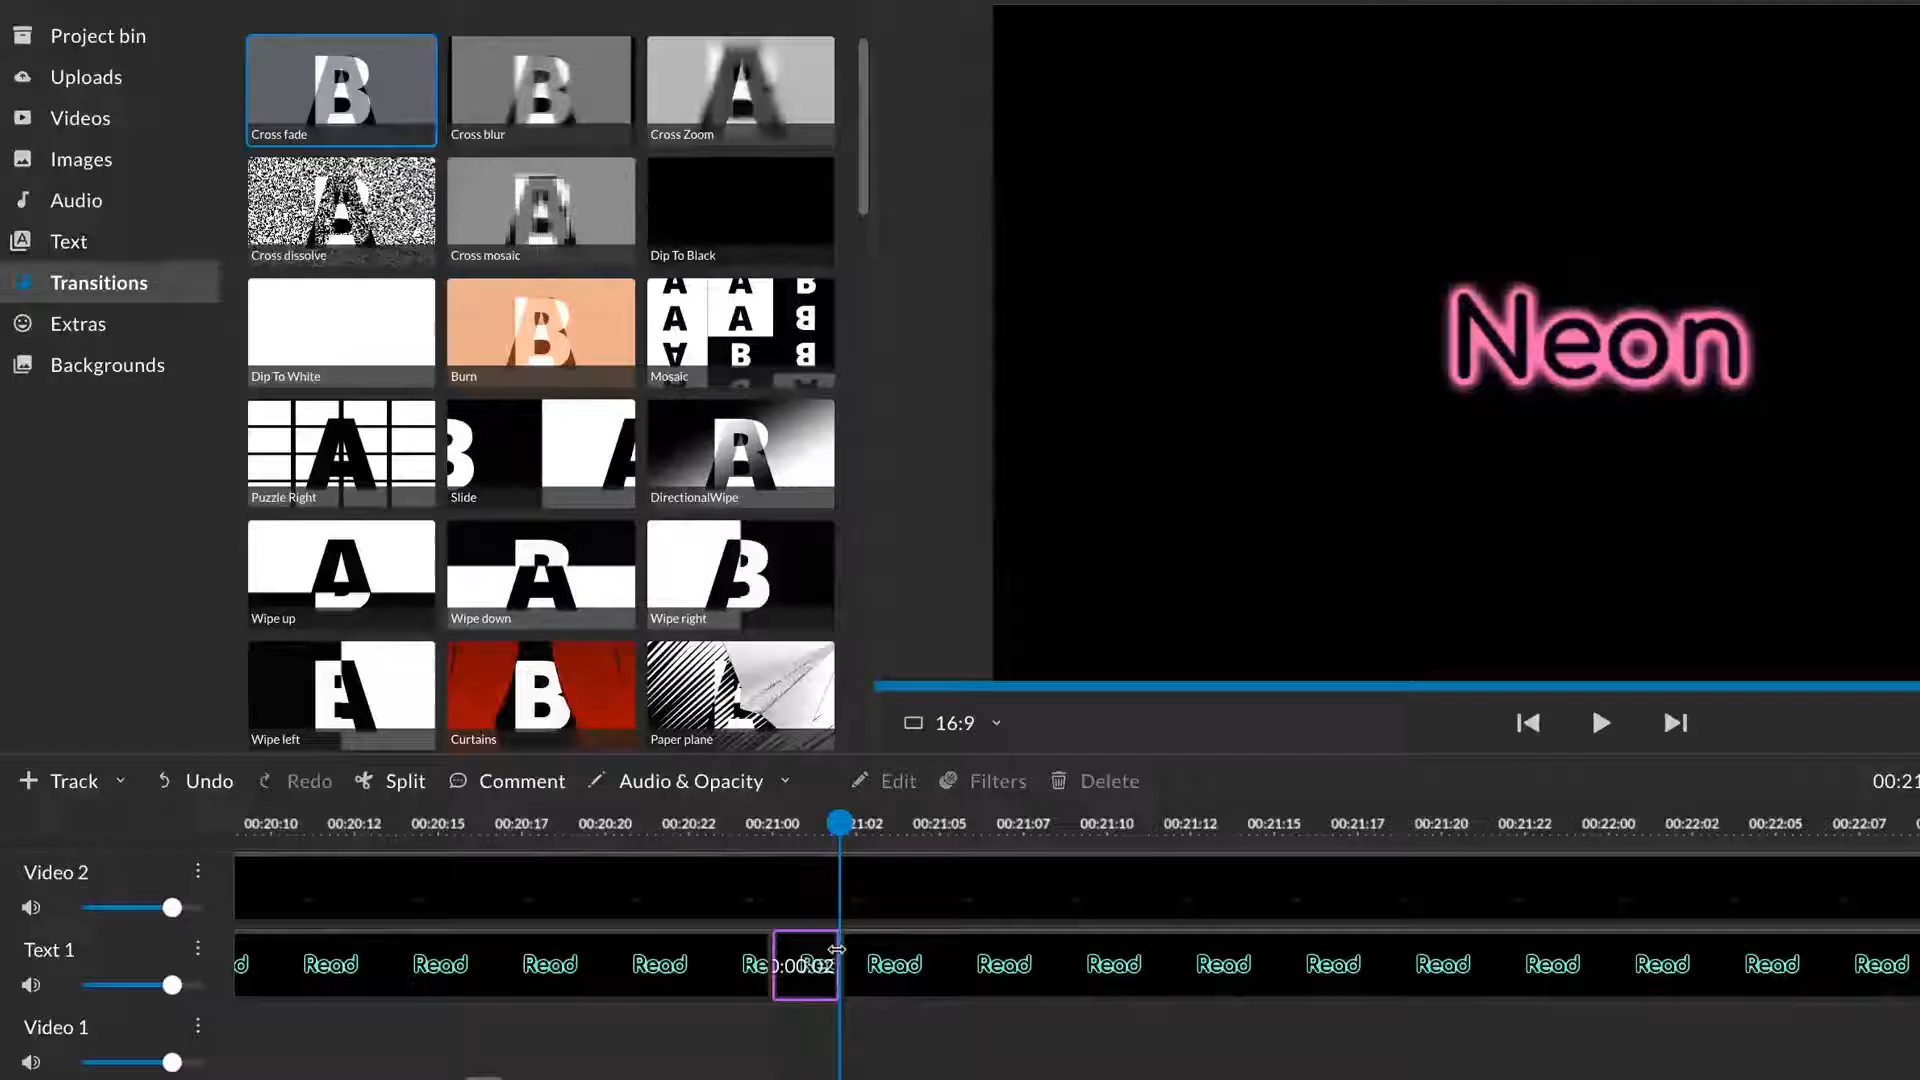 Project bin
Uploads
Videos
Images
Audio
Text
Transitions
Extras
Backgrounds
B
Cross fade
B
Cross blur
A
Cross Zoom
A
Cross dissolve
A
Cross mosaic
Dip To Black
Dip To White
B
Burn
A A B
A A B
A B B
Mosaic
A
Puzzle Right
B A
Slide
B
DirectionalWipe
A
Wipe up
A
Wipe down
B
Wipe right
A
Wipe left
B
Curtains
Paper plane
Neon
16:9
Track
Undo
Redo
Split
Comment
Audio & Opacity
Edit
Filters
Delete
00:21
00:20:10 00:20:12 00:20:15 00:20:17 00:20:20 00:20:22 00:21:00 :21:02 00:21:05 00:21:07 00:21:10 00:21:12 00:21:15 00:21:17 00:21:20 00:21:22 00:22:00 00:22:02 00:22:05 00:22:07
Video 2
Text 1
d Read Read Read Read Re 0:00:02 Read Read Read Read Read Read Read Read Read Read
Video 1